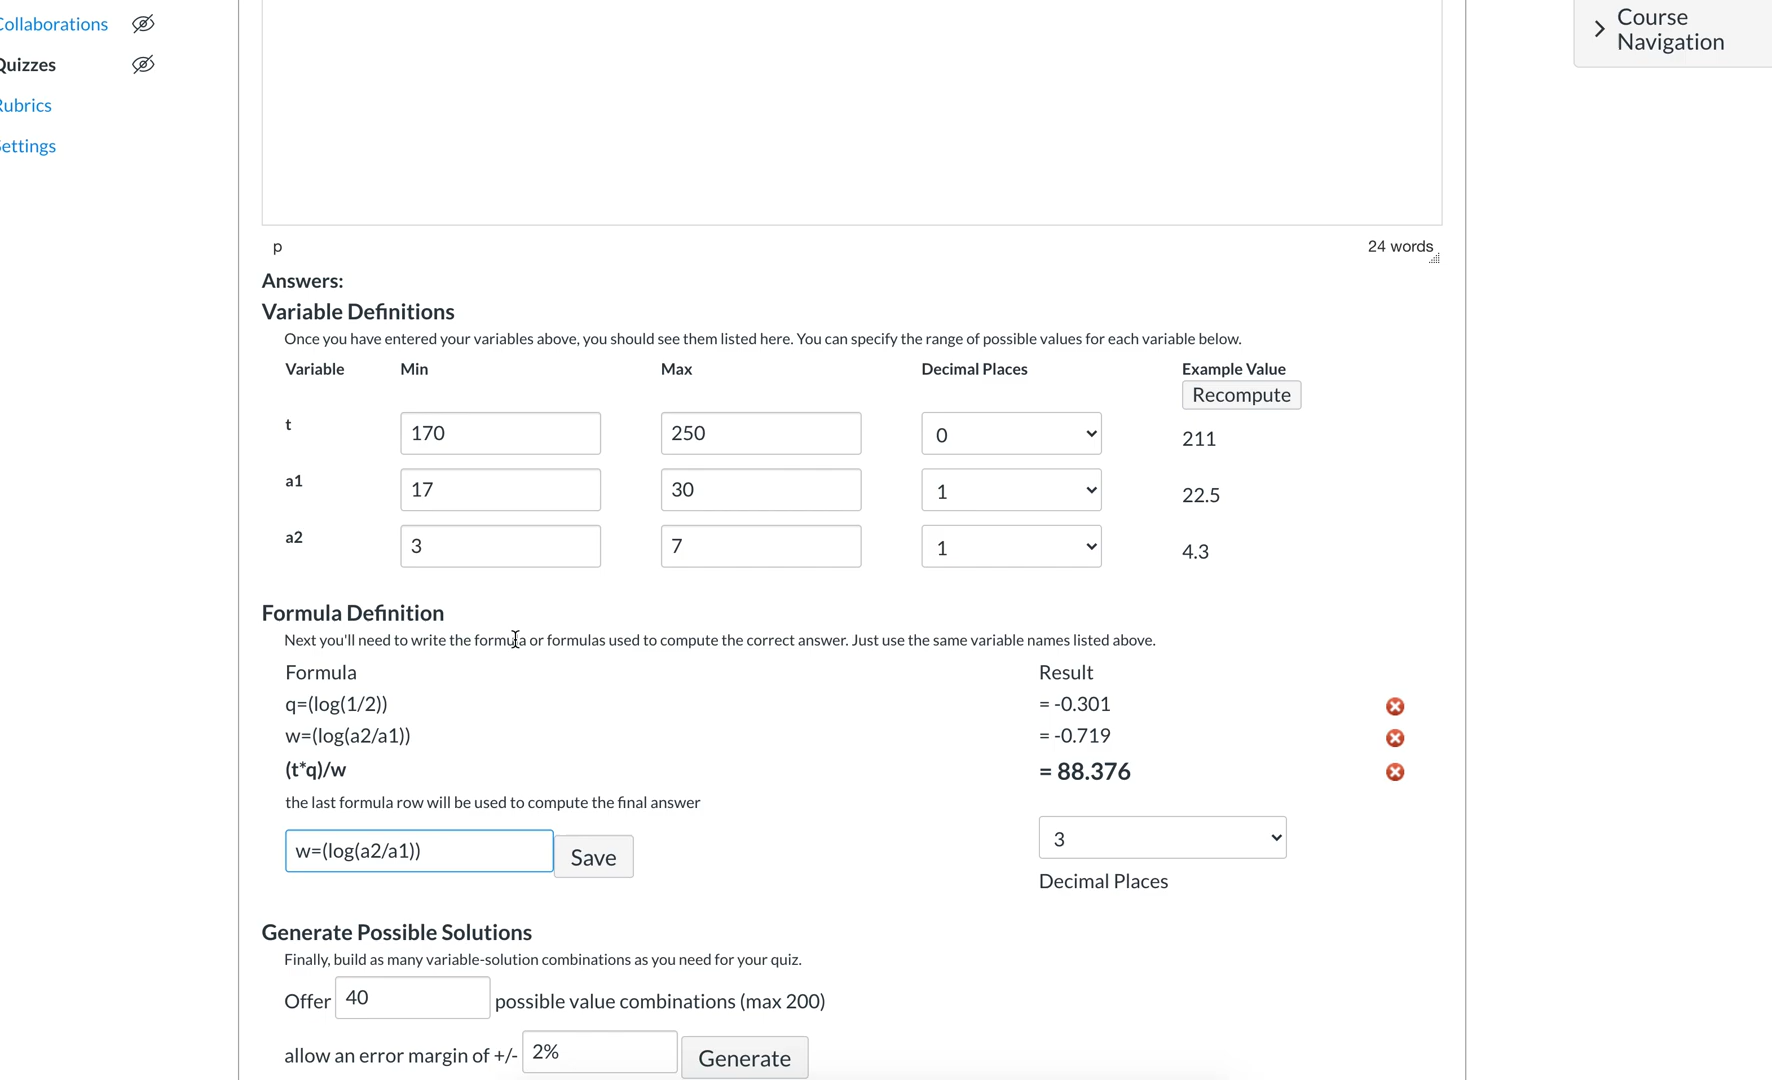 Collaborations
Quizzes
Rubrics
Settings
Course
Navigation
p
24 words
Answers:
Variable Definitions
Once you have entered your variables above, you should see them listed here. You can specify the range of possible values for each variable below.
Variable Min Max Decimal Places Example Value
Recompute
t 170 250 0 211
a1 17 30 1 22.5
a2 3 7 1 4.3
Formula Definition
Next you'll need to write the formula or formulas used to compute the correct answer. Just use the same variable names listed above.
Formula Result
q=(log(1/2)) = -0.301
w=(log(a2/a1)) = -0.719
(t*q)/w = 88.376
the last formula row will be used to compute the final answer
w=(log(a2/a1)) Save 3
Decimal Places
Generate Possible Solutions
Finally, build as many variable-solution combinations as you need for your quiz.
Offer 40 possible value combinations (max 200)
allow an error margin of +/- 2% Generate